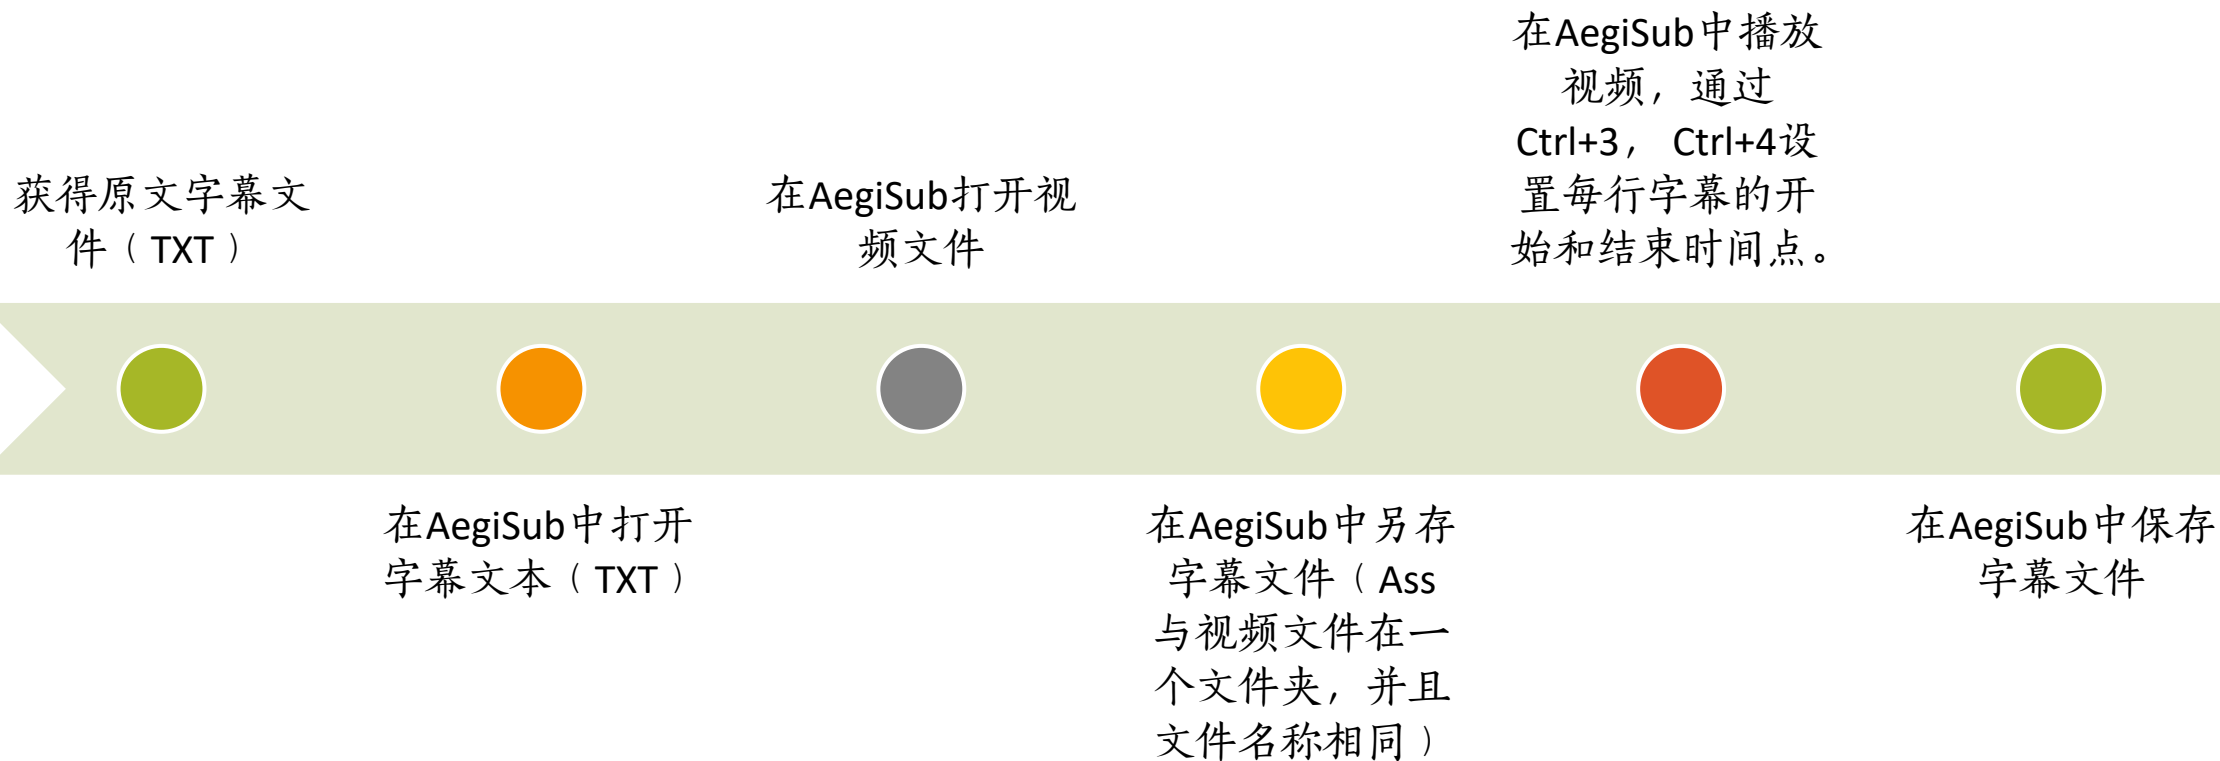 获得原文字幕文
件（TXT）
在AegiSub中打开
字幕文本（TXT）
在AegiSub打开视
频文件
在AegiSub中另存
字幕文件（Ass
与视频文件在一
个文件夹，并且
文件名称相同）
在AegiSub中播放
视频，通过
Ctrl+3， Ctrl+4设
置每行字幕的开
始和结束时间点。
在AegiSub中保存
字幕文件